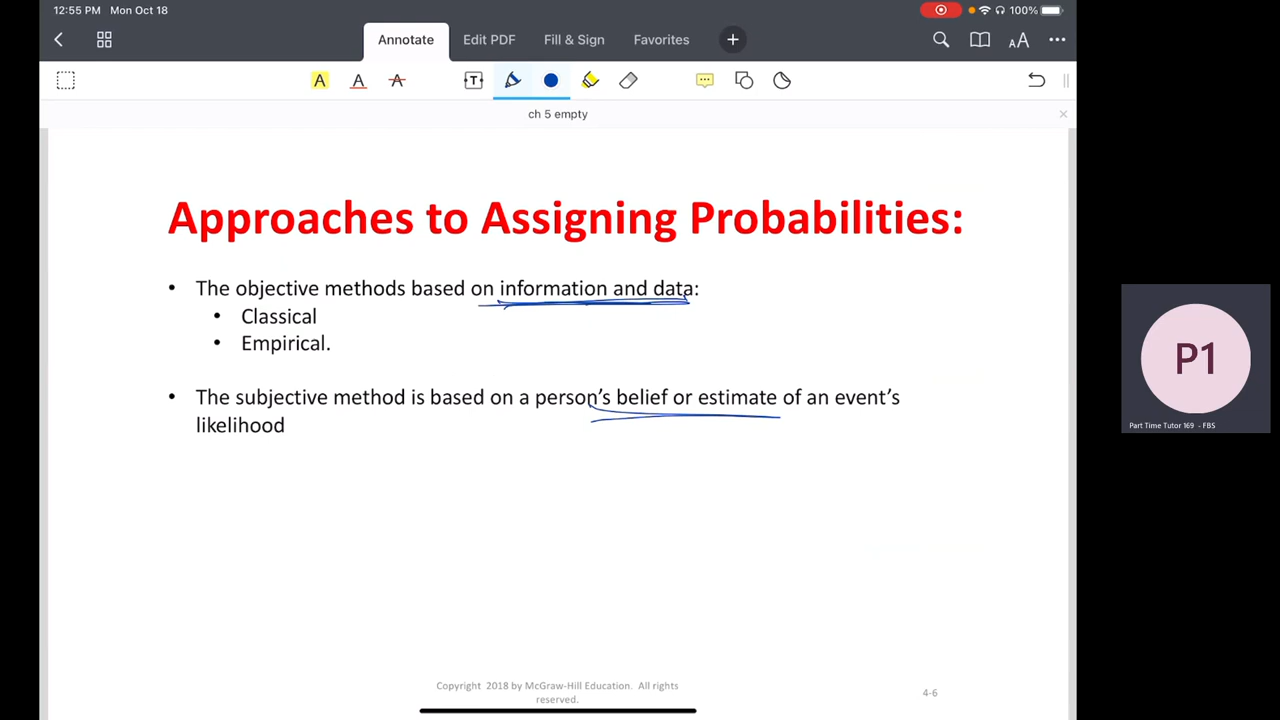 12:55 PM Mon Oct 18
100%
Annotate Edit PDF Fill & Sign Favorites
A A A T AA
ch 5 empty
Approaches to Assigning Probabilities:
• The objective methods based on information and data:
• Classical
• Empirical.
• The subjective method is based on a person’s belief or estimate of an event’s
likelihood
P1
Part Time Tutor 169 - FBS
Copyright 2018 by McGraw-Hill Education. All rights
reserved.
4-6